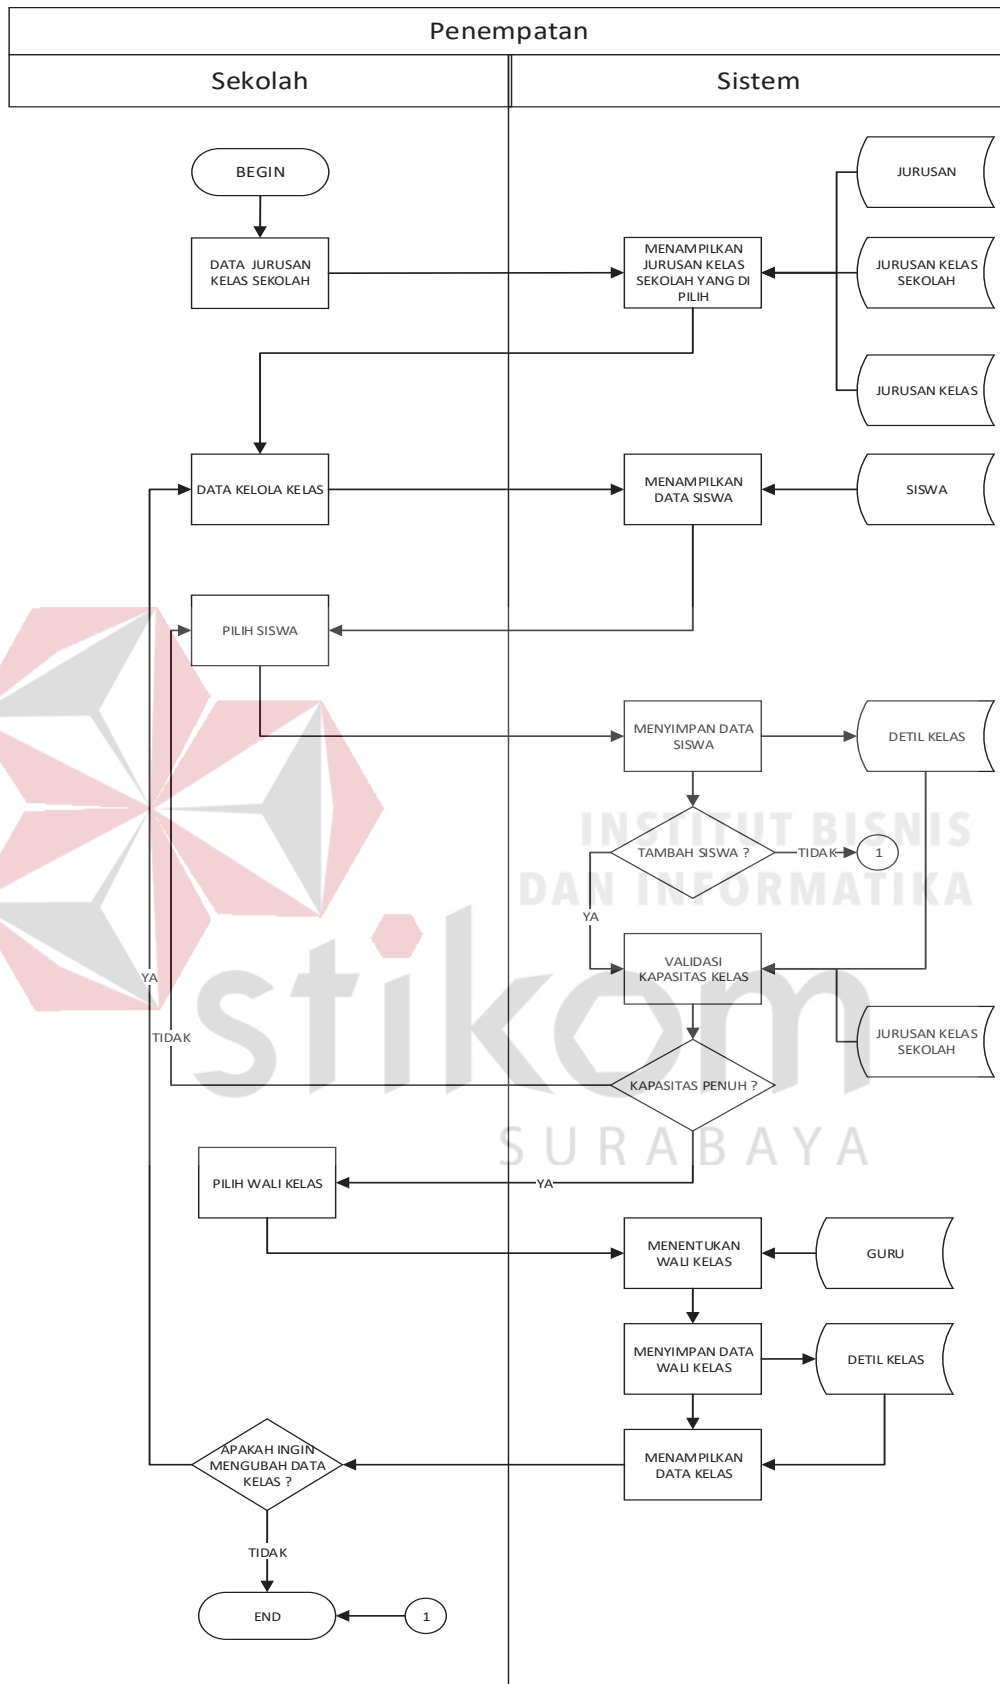 Penempatan
Sekolah
Sistem
BEGIN
JURUSAN
DATA JURUSAN
KELAS SEKOLAH
MENAMPILKAN
JURUSAN KELAS
SEKOLAH YANG DI
PILIH
JURUSAN KELAS
SEKOLAH
JURUSAN KELAS
DATA KELOLA KELAS
MENAMPILKAN
DATA SISWA
SISWA
PILIH SISWA
MENYIMPAN DATA
SISWA
DETIL KELAS
INSTITUT BISNIS
DAN INFORMATIKA
TAMBAH SISWA ?
TIDAK
1
YA
VALIDASI
KAPASITAS KELAS
YA
stikom
TIDAK
JURUSAN KELAS
SEKOLAH
KAPASITAS PENUH ?
SURABAYA
PILIH WALI KELAS
YA
MENENTUKAN
WALI KELAS
GURU
MENYIMPAN DATA
WALI KELAS
DETIL KELAS
APAKAH INGIN
MENGUBAH DATA
KELAS ?
MENAMPILKAN
DATA KELAS
TIDAK
END
1